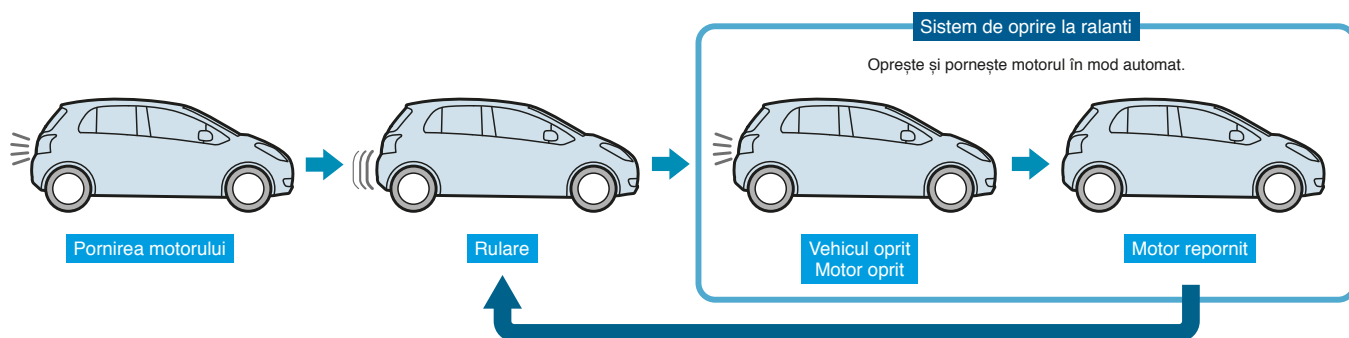 Sistem de oprire la ralanti
Oprește și pornește motorul în mod automat.
Pornirea motorului
Rulare
Vehicul oprit
Motor oprit
Motor repornit